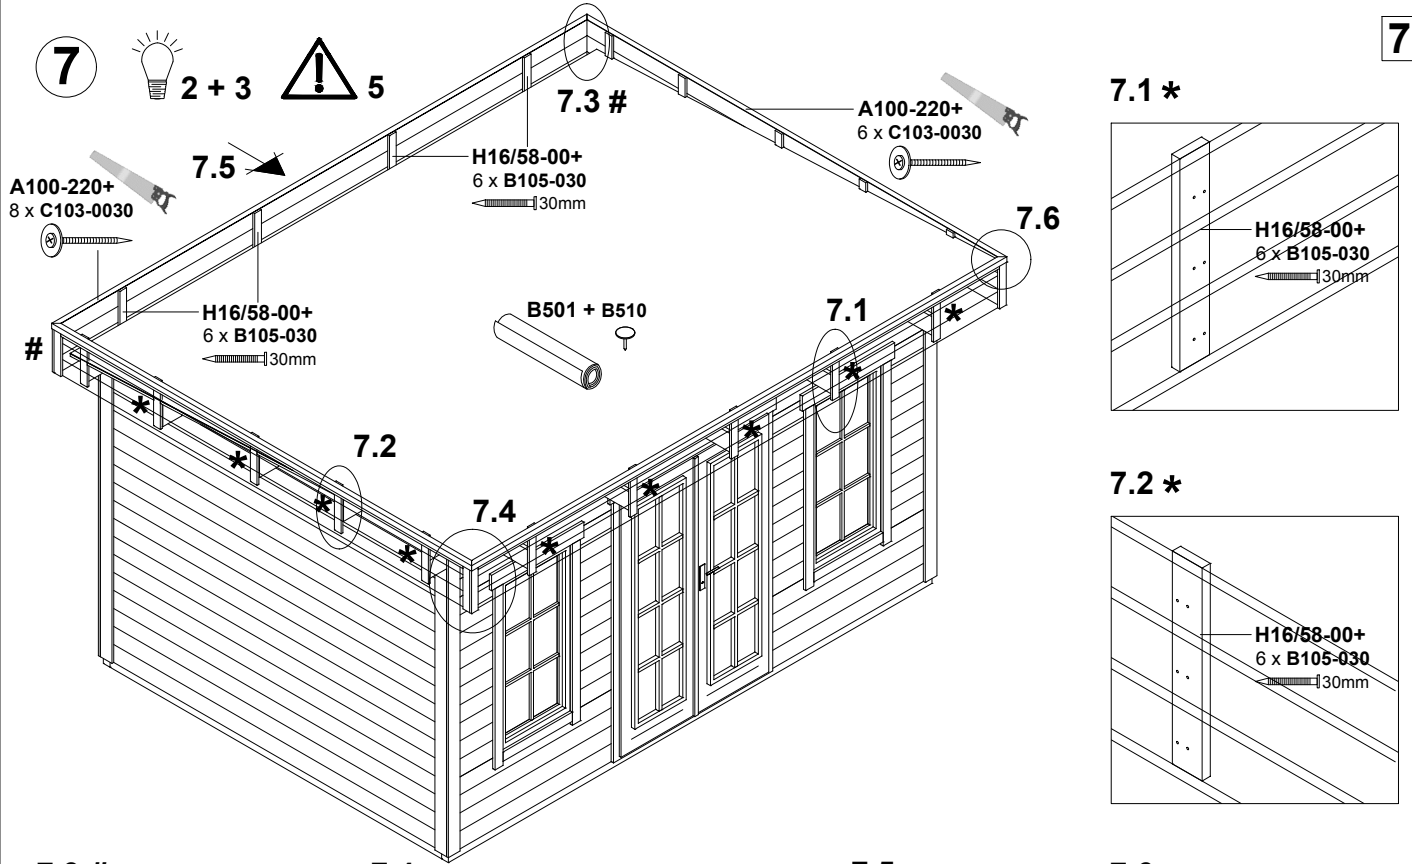 7
2 + 3
5
7
7.3 #
A100-220+
6 x C103-0030
7.1 *
7.5
H16/58-00+
6 x B105-030
30mm
A100-220+
8 x C103-0030
7.6
H16/58-00+
6 x B105-030
30mm
H16/58-00+
6 x B105-030
30mm
B501 + B510
7.1
#
*
*
*
*
*
*
*
*
*
7.2
7.4
7.2 *
H16/58-00+
6 x B105-030
30mm